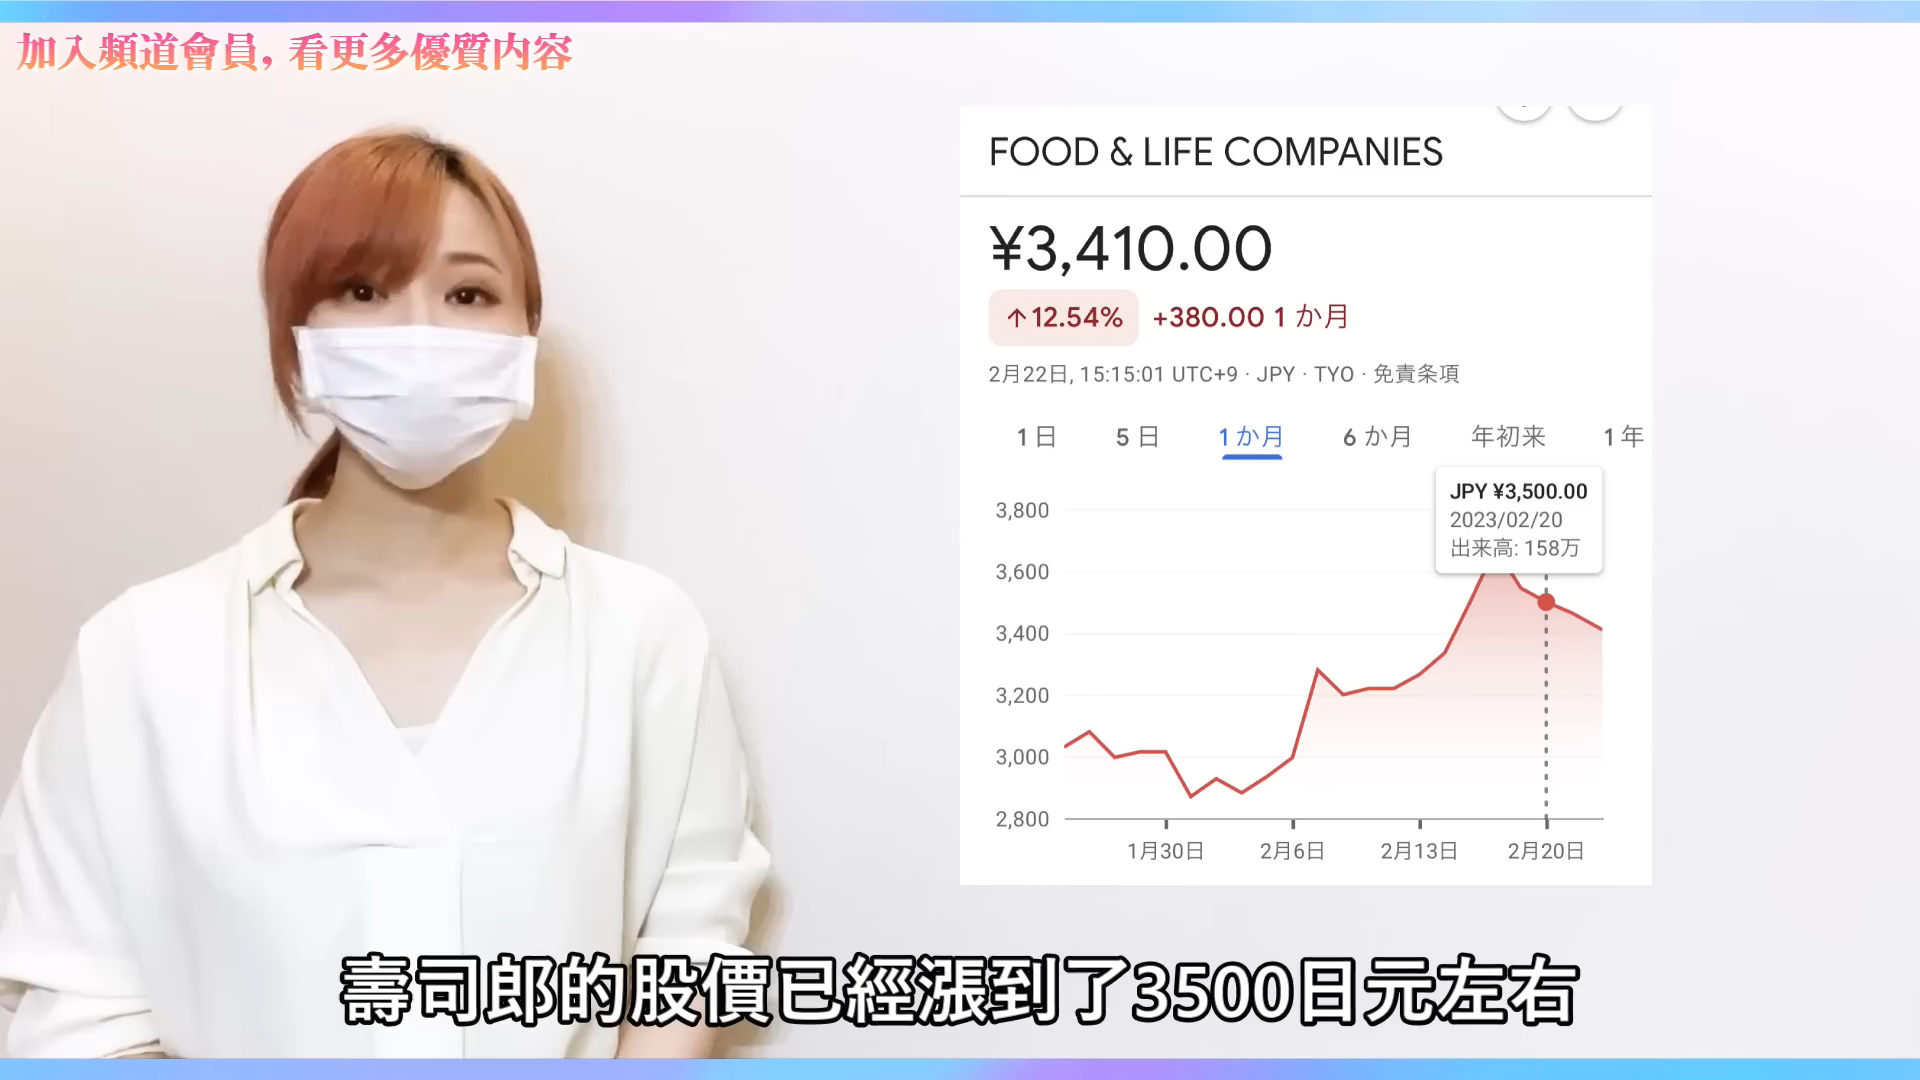 加入頻道會員, 看更多優質内容
FOOD & LIFE COMPANIES
¥3,410.00
↑12.54% +380.00 1 か月
2月22日, 15:15:01 UTC+9 · JPY · TYO · 免責条項
1日 5日 1か月 6か月 年初来 1年
JPY ¥3,500.00
2023/02/20
出来高: 158万
3,800
3,600
3,400
3,200
3,000
2,800
1月30日 2月6日 2月13日 2月20日
壽司郎的股價已經漲到了3500日元左右